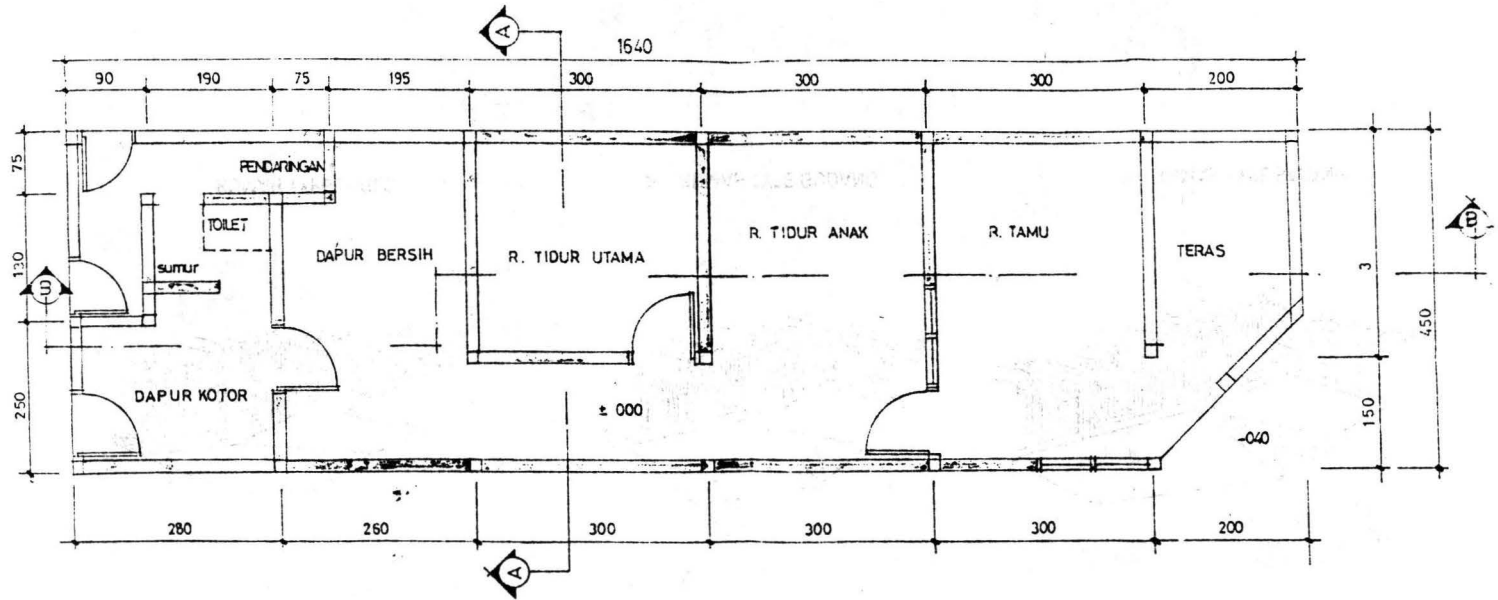 A
1640
90 190 75 195 300 300 300 200
75
PENDARINGAN
TOILET
DAPUR BERSIH
R. TIDUR UTAMA
R. TIDUR ANAK
R. TAMU
TERAS
B
130
sumur
B
3
450
250
DAPUR KOTOR
± 000
150
-040
280 260 300 300 300 200
A